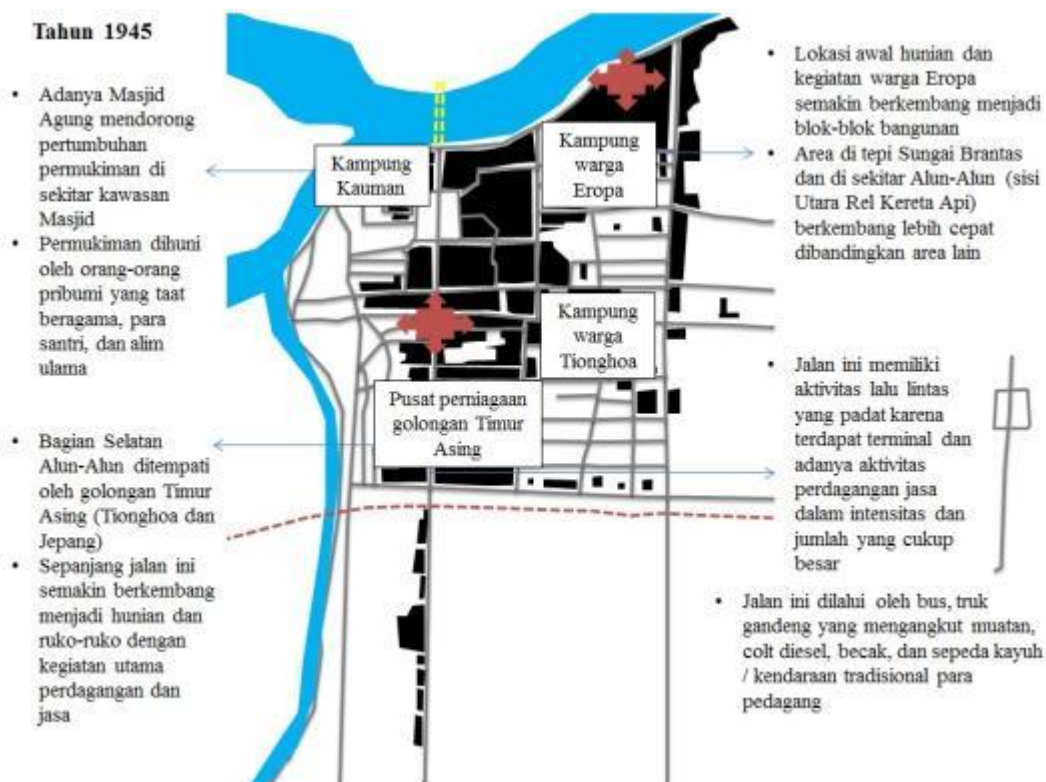 Tahun 1945
• Adanya Masjid
Agung mendorong
pertumbuhan
permukiman di
sekitar kawasan
Masjid
• Permukiman dihuni
oleh orang-orang
pribumi yang taat
beragama, para
santri, dan alim
ulama
• Bagian Selatan
Alun-Alun ditempati
oleh golongan Timur
Asing (Tionghoa dan
Jepang)
• Sepanjang jalan ini
semakin berkembang
menjadi hunian dan
ruko-ruko dengan
kegiatan utama
perdagangan dan
jasa
Kampung
Kauman
Kampung
warga
Eropa
Kampung
warga
Tionghoa
Pusat perniagaan
golongan Timur
Asing
• Lokasi awal hunian dan
kegiatan warga Eropa
semakin berkembang menjadi
blok-blok bangunan
• Area di tepi Sungai Brantas
dan di sekitar Alun-Alun (sisi
Utara Rel Kereta Api)
berkembang lebih cepat
dibandingkan area lain
• Jalan ini memiliki
aktivitas lalu lintas
yang padat karena
terdapat terminal dan
adanya aktivitas
perdagangan jasa
dalam intensitas dan
jumlah yang cukup
besar
• Jalan ini dilalui oleh bus, truk
gandeng yang mengangkut muatan,
colt diesel, becak, dan sepeda kayuh
/ kendaraan tradisional para
pedagang